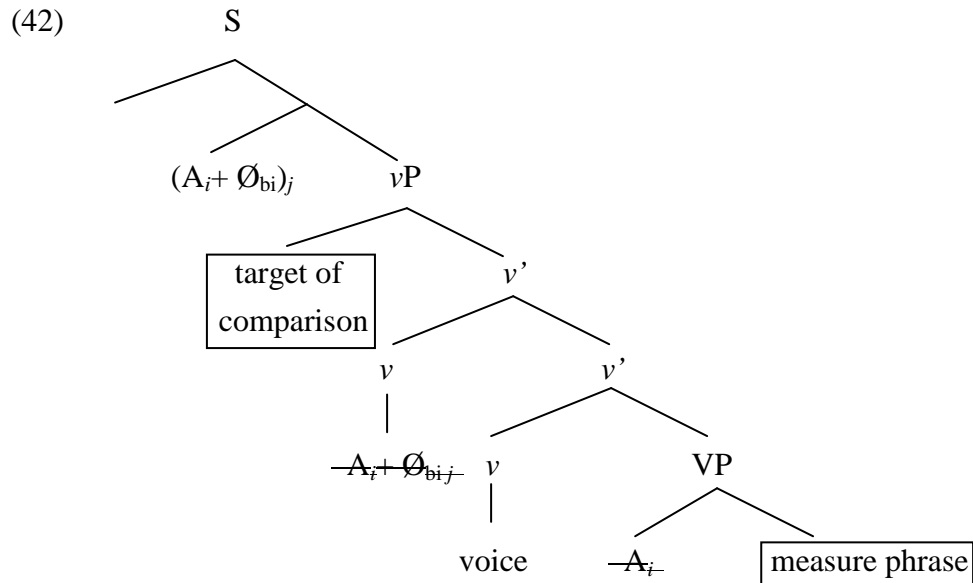 (42) S
(Ai+ Øbi)j vP
target of
comparison
v’
v v’
Ai+ Øbi j v VP
voice Ai measure phrase